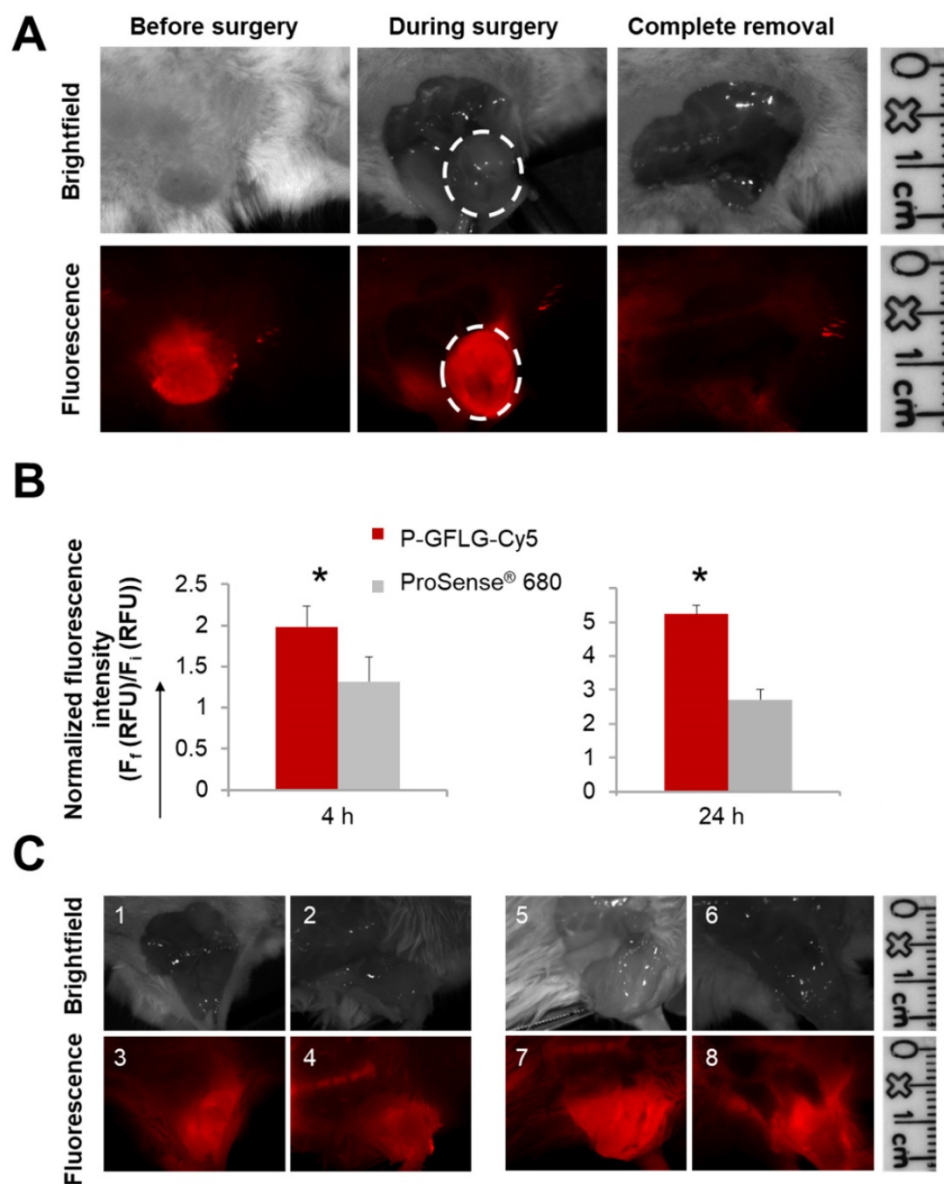 A
Before surgery
During surgery
Complete removal
Brightfield
0
1 cm
Fluorescence
0
1 cm
B
P-GFLG-Cy5
ProSense® 680
Normalized fluorescence
intensity
(Ff (RFU)/Fi (RFU))
2.5
2
1.5
1
0.5
0
*
4 h
5
4
3
2
1
0
*
24 h
C
Brightfield
1
2
5
6
0
1 cm
Fluorescence
3
4
7
8
0
1 cm